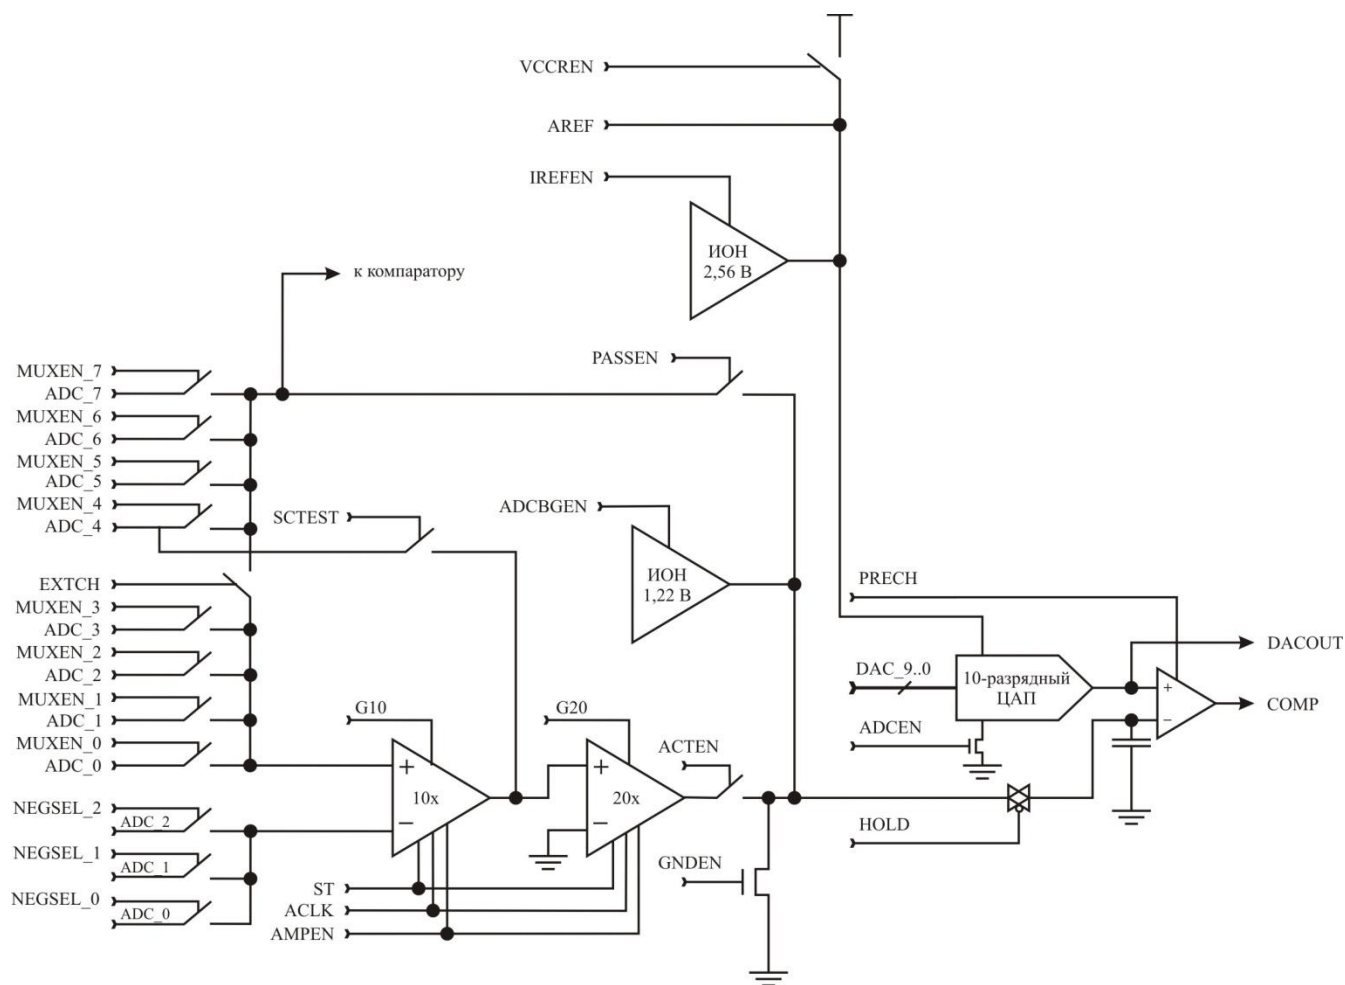 VCCREN
AREF
IREFEN
ИОН
2,56 В
к компаратору
PASSEN
MUXEN_7
ADC_7
MUXEN_6
ADC_6
MUXEN_5
ADC_5
MUXEN_4
ADC_4
SCTEST
ADCBGEN
ИОН
1,22 В
EXTCH
MUXEN_3
ADC_3
MUXEN_2
ADC_2
MUXEN_1
ADC_1
MUXEN_0
ADC_0
PRECH
DAC_9..0
10-разрядный
ЦАП
ADCEN
HOLD
+
−
DACOUT
COMP
G10
+
10x
−
G20
+
20x
−
ACTEN
GNDEN
NEGSEL_2
ADC_2
NEGSEL_1
ADC_1
NEGSEL_0
ADC_0
ST
ACLK
AMPEN